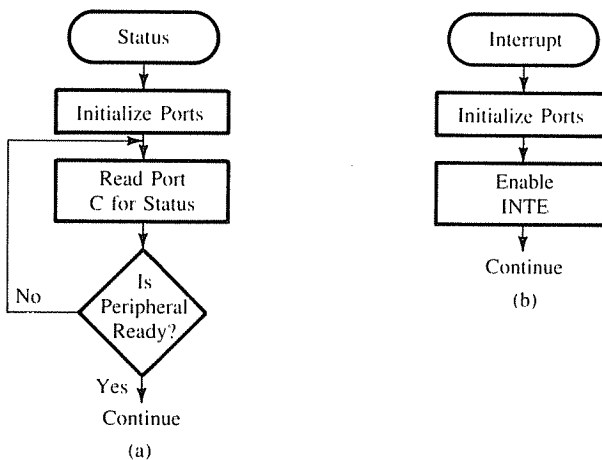 Status
Initialize Ports
Read Port
C for Status
No
Is
Peripheral
Ready?
Yes
Continue
(a)
Interrupt
Initialize Ports
Enable
INTE
Continue
(b)